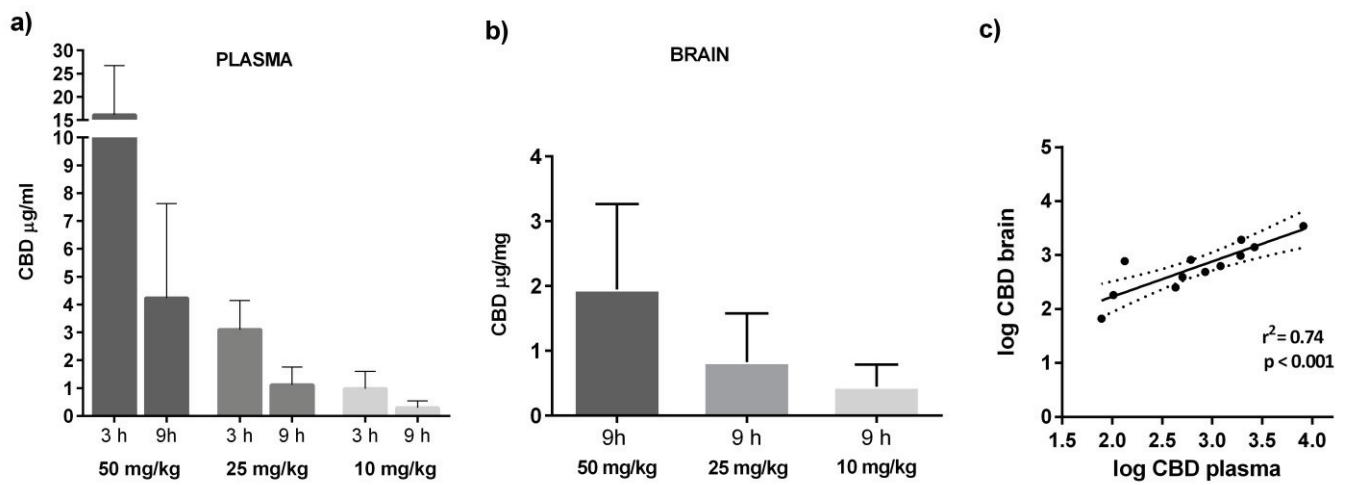 a)
PLASMA
CBD μg/ml
30
25
20
15
10
9
8
7
6
5
4
3
2
1
0
3 h 9h 3 h 9 h 3 h 9 h
50 mg/kg 25 mg/kg 10 mg/kg
b)
BRAIN
CBD μg/mg
4
3
2
1
0
9h 9 h 9 h
50 mg/kg 25 mg/kg 10 mg/kg
c)
log CBD brain
5
4
3
2
1
0
r² = 0.74
p < 0.001
1.5 2.0 2.5 3.0 3.5 4.0
log CBD plasma